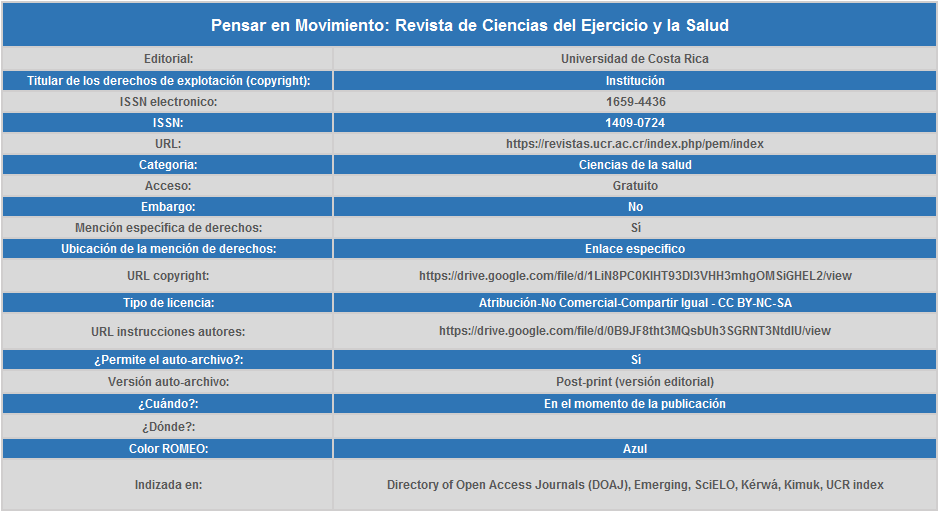 Pensar en Movimiento: Revista de Ciencias del Ejercicio y la Salud
Editorial: Universidad de Costa Rica
Titular de los derechos de explotación (copyright): Institución
ISSN electronico: 1659-4436
ISSN: 1409-0724
URL: https://revistas.ucr.ac.cr/index.php/pem/index
Categoria: Ciencias de la salud
Acceso: Gratuito
Embargo: No
Mención específica de derechos: Sí
Ubicación de la mención de derechos: Enlace específico
URL copyright: https://drive.google.com/file/d/1LiN8PC0KlHT93Dl3VHH3mhgOMSiGHEL2/view
Tipo de licencia: Atribución-No Comercial-Compartir Igual - CC BY-NC-SA
URL instrucciones autores: https://drive.google.com/file/d/0B9JF8tht3MQsbUh3SGRNT3NtdlU/view
¿Permite el auto-archivo?: Sí
Versión auto-archivo: Post-print (versión editorial)
¿Cuándo?: En el momento de la publicación
¿Dónde?:
Color ROMEO: Azul
Indizada en: Directory of Open Access Journals (DOAJ), Emerging, SciELO, Kérwá, Kimuk, UCR index